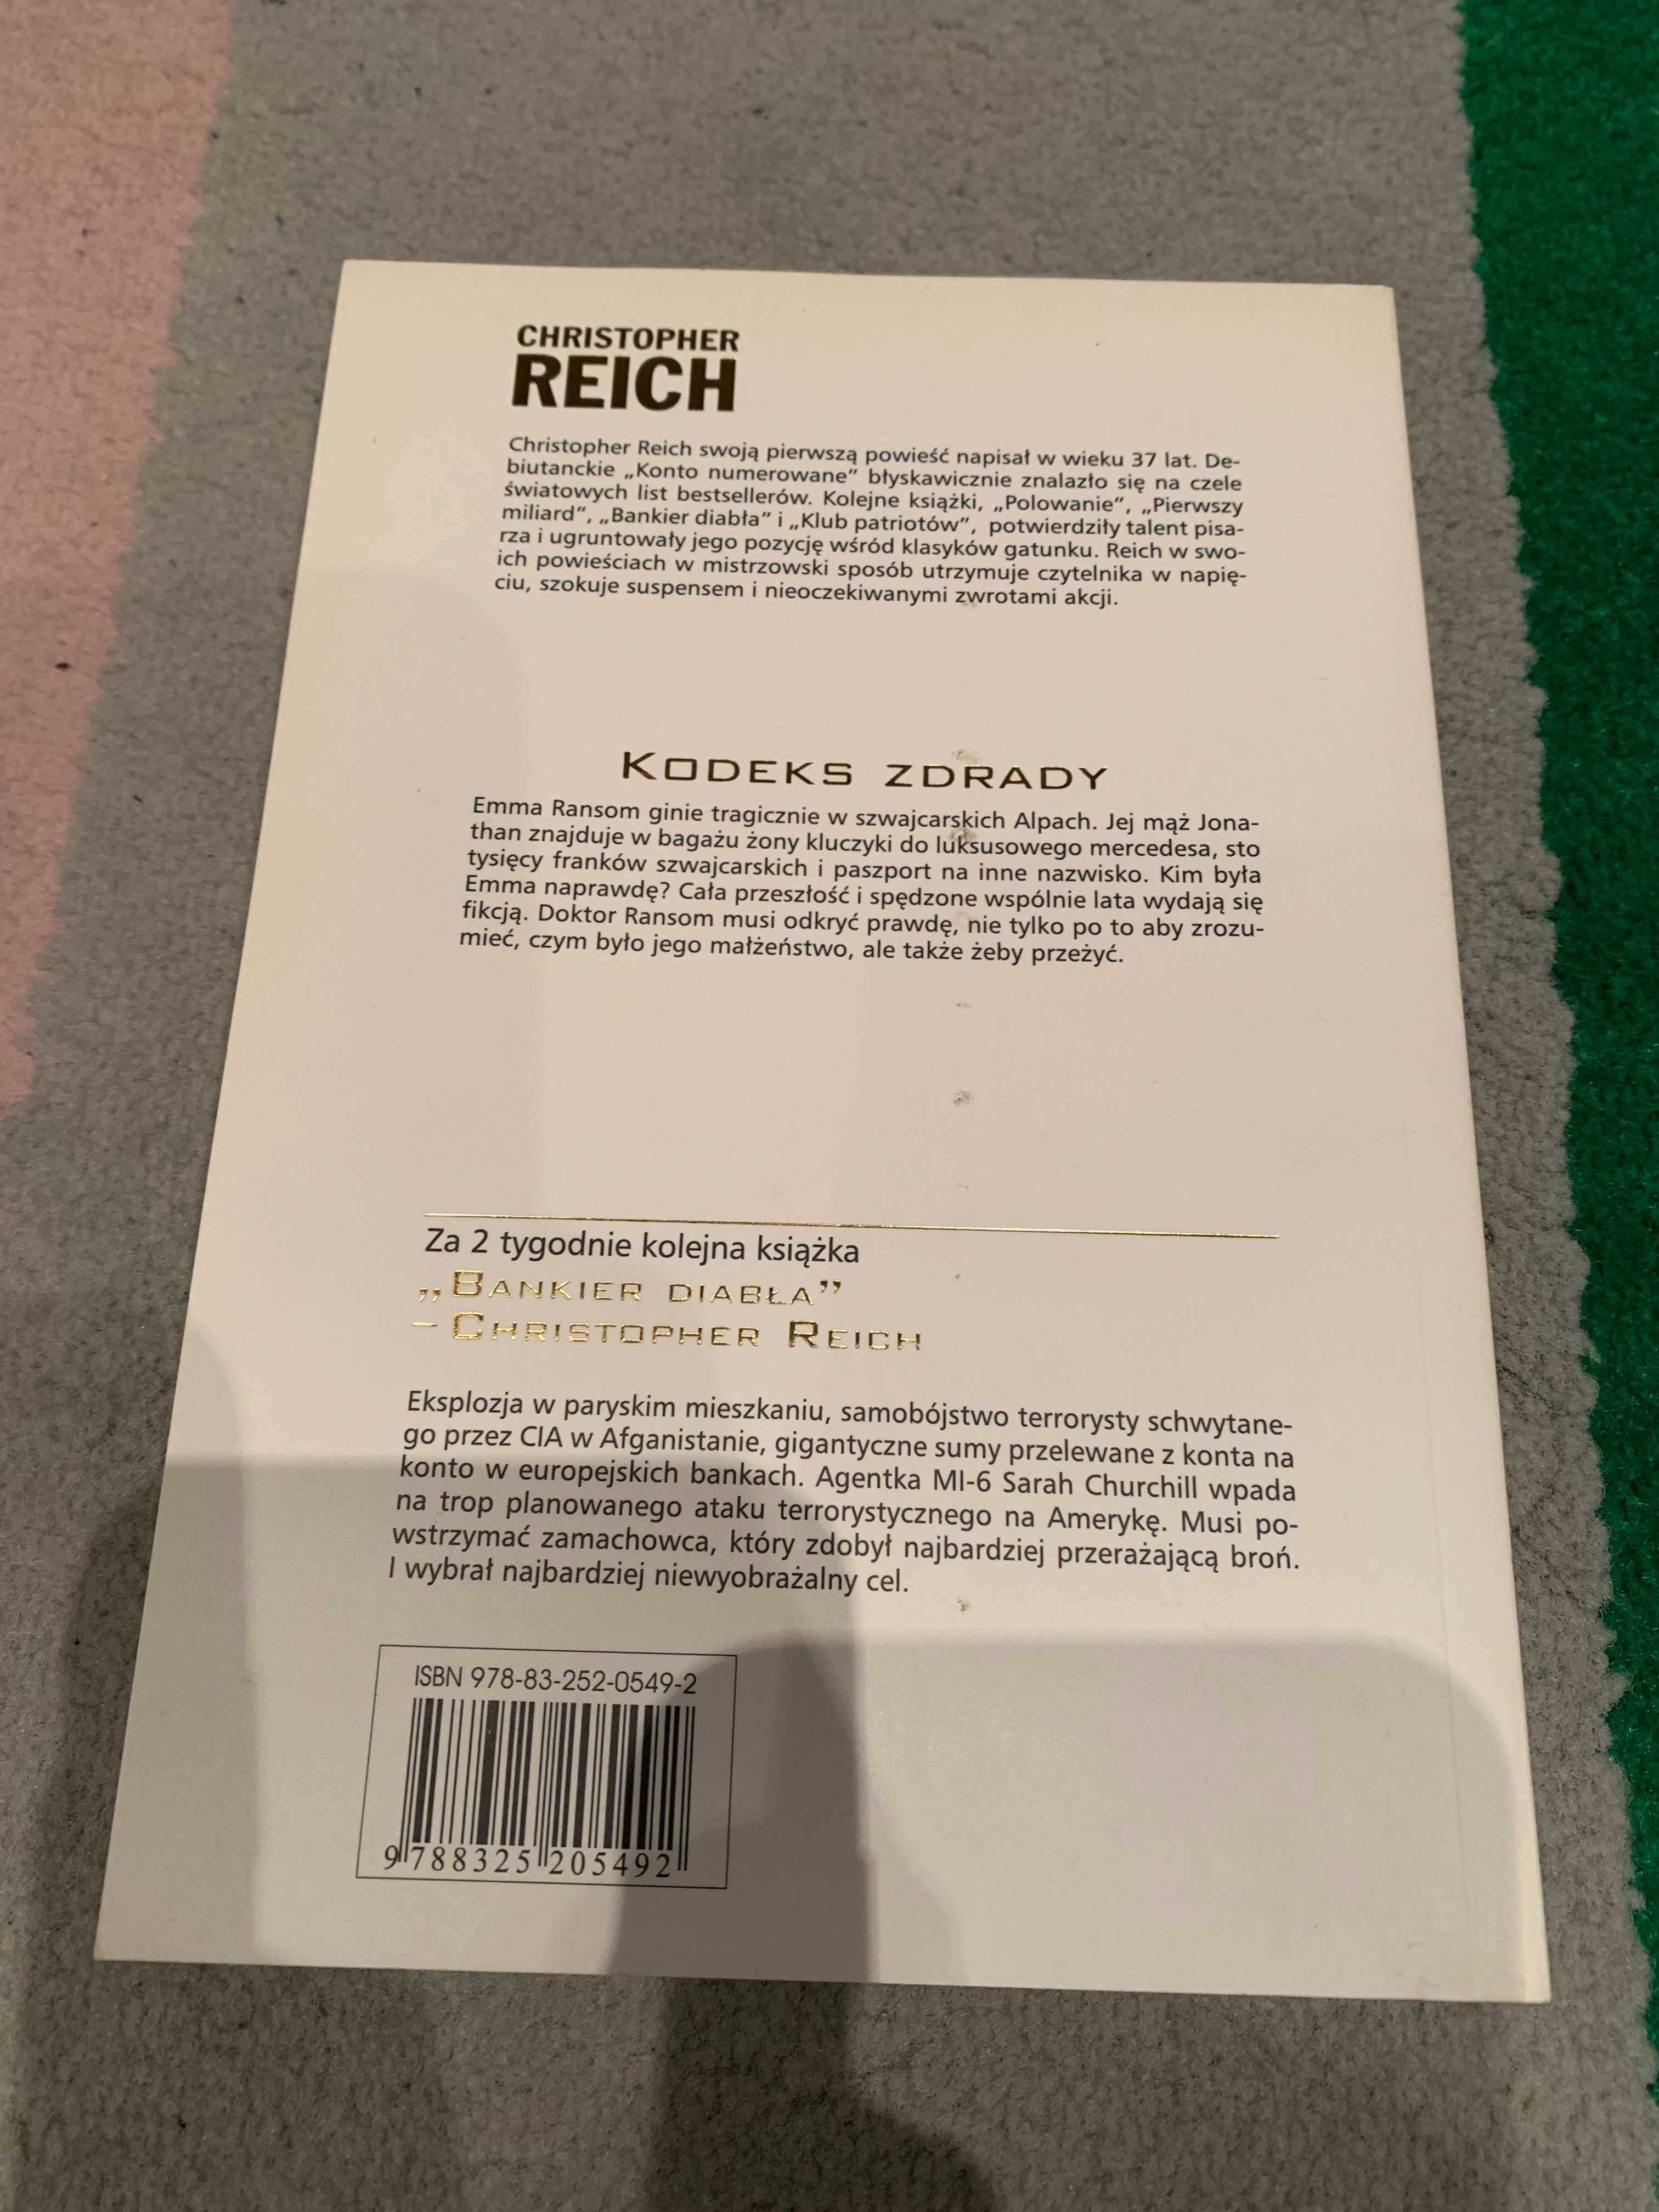 CHRISTOPHER
REICH
Christopher Reich swoją pierwszą powieść napisał w wieku 37 lat. De-
biutanckie „Konto numerowane” błyskawicznie znalazło się na czele
światowych list bestsellerów. Kolejne książki, „Polowanie”, „Pierwszy
miliard”, „Bankier diabła” i „Klub patriotów”, potwierdziły talent pisa-
rza i ugruntowały jego pozycję wśród klasyków gatunku. Reich w swo-
ich powieściach w mistrzowski sposób utrzymuje czytelnika w napię-
ciu, szokuje suspensem i nieoczekiwanymi zwrotami akcji.
KODEKS ZDRADY
Emma Ransom ginie tragicznie w szwajcarskich Alpach. Jej mąż Jona-
than znajduje w bagażu żony kluczyki do luksusowego mercedesa, sto
tysięcy franków szwajcarskich i paszport na inne nazwisko. Kim była
Emma naprawdę? Cała przeszłość i spędzone wspólnie lata wydają się
fikcją. Doktor Ransom musi odkryć prawdę, nie tylko po to aby zrozu-
mieć, czym było jego małżeństwo, ale także żeby przeżyć.
Za 2 tygodnie kolejna książka
„BANKIER DIABŁA”
– CHRISTOPHER REICH
Eksplozja w paryskim mieszkaniu, samobójstwo terrorysty schwytane-
go przez CIA w Afganistanie, gigantyczne sumy przelewane z konta na
konto w europejskich bankach. Agentka MI-6 Sarah Churchill wpada
na trop planowanego ataku terrorystycznego na Amerykę. Musi po-
wstrzymać zamachowca, który zdobył najbardziej przerażającą broń.
I wybrał najbardziej niewyobrażalny cel.
ISBN 978-83-252-0549-2
9 788325 205492